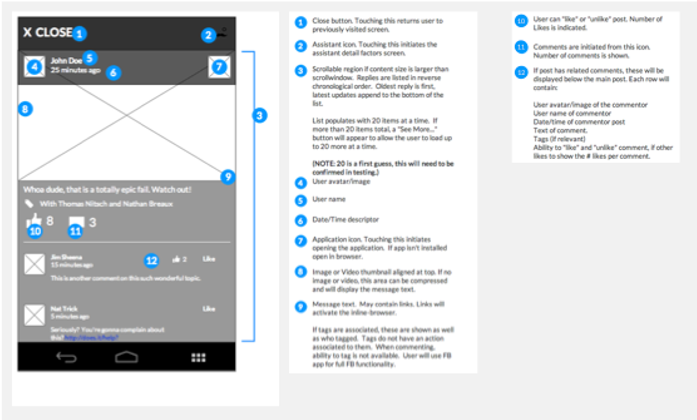 X CLOSE
1
2
John Doe
5
25 minutes ago
6
4
7
8
3
9
Whoa dude, that is a totally epic fail. Watch out!
With Thomas Nitsch and Nathan Breaux
8
3
10
11
Jim Sheena
15 minutes ago
12
2
Like
This is another comment on this such wonderful topic.
Nat Trick
5 minutes ago
Like
Seriously? You're gonna complain about
this?
1 Close button. Touching this returns user to
previously visited screen.
2 Assistant icon. Touching this initiates the
assistant detail factors screen.
3 Scrollable region if content size is larger than
scrollwindow. Replies are listed in reverse
chronological order. Oldest reply is first,
latest updates append to the bottom of the
list.
List populates with 20 items at a time. If
more than 20 items total, a "See More..."
button will appear to enable the user to load up
to 20 more at a time.
(NOTE: 20 is a first guess, this will need to be
confirmed in testing.)
4 User avatar/image
5 User name
6 Date/Time descriptor
7 Application icon. Touching this initiates
opening the application. If app isn't installed
open in browser.
8 Image or Video thumbnail aligned at top. If no
image or video, this area can be compressed
and will display the message text.
9 Message text. May contain links. Links will
activate the inline-browser.
If tags are associated, these are shown as well
as who tagged. Tags do not have an action
associated to them. When commenting,
ability to tag is not available. User will use FB
app for full FB functionality.
10 User can "like" or "unlike" post. Number of
Likes is indicated.
11 Comments are initiated from this icon.
Number of comments is shown.
12 If post has related comments, these will be
displayed below the main post. Each row will
contain:
User avatar/image of the commentor
User name of commentor
Date/time of commentor post
Text of comment.
Tags (if relevant)
Ability to "like" and "unlike" comment, if other
likes to show the # likes per comment.